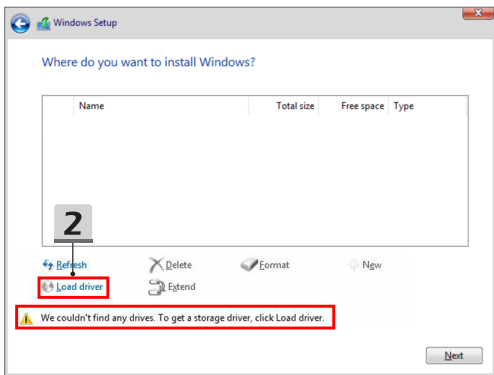 Windows Setup
Where do you want to install Windows?
Name Total size Free space Type
2
Refresh Delete Format New
Load driver Extend
We couldn't find any drives. To get a storage driver, click Load driver.
Next